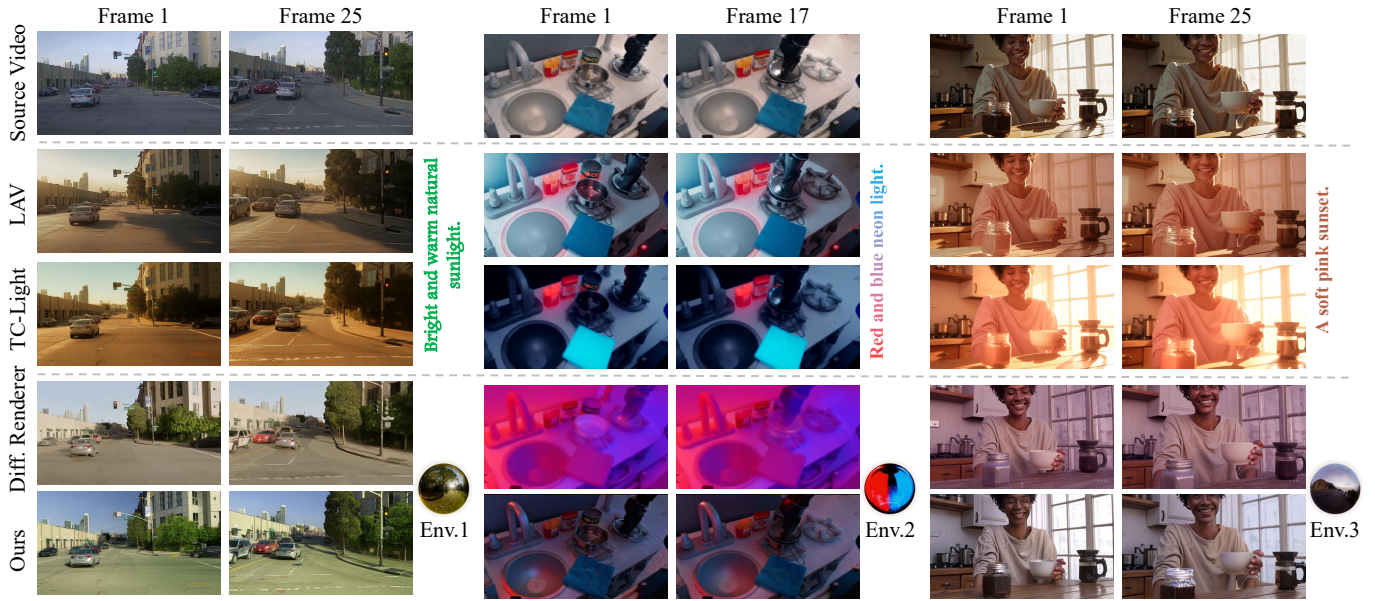 Frame 1
Frame 25
Frame 1
Frame 17
Frame 1
Frame 25
Source Video
LAV
TC-Light
Diff. Renderer
Ours
Bright and warm natural
sunlight.
Red and blue neon light.
A soft pink sunset.
Env.1
Env.2
Env.3